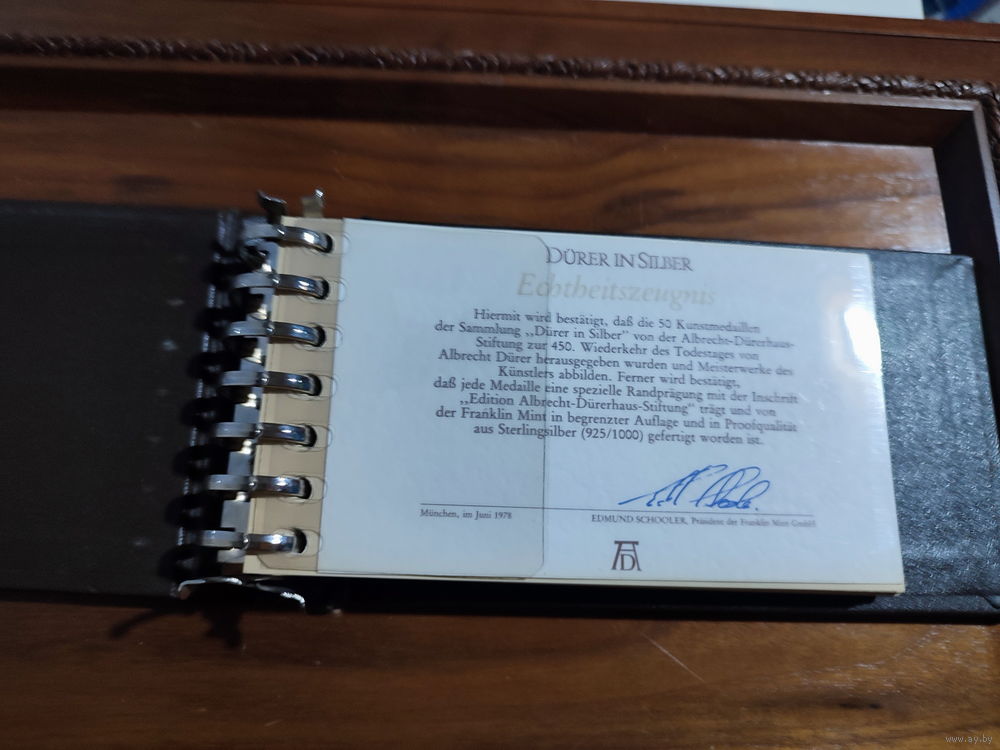 DÜRER IN SILBER
Echtheitszeugnis
Hiermit wird bestätigt, daß die 50 Kunstmedaillen
der Sammlung „Dürer in Silber” von der Albrecht-Dürerhaus-
Stiftung zur 450. Wiederkehr des Todestages von
Albrecht Dürer herausgegeben wurden und Meisterwerke des
Künstlers abbilden. Ferner wird bestätigt,
daß jede Medaille eine spezielle Randprägung mit der Inschrift
„Edition Albrecht-Dürerhaus-Stiftung” trägt und von
der Franklin Mint in begrenzter Auflage und in Proofqualität
aus Sterlingsilber (925/1000) gefertigt worden ist.
München, im Juni 1978
EDMUND SCHOOLER, Präsident der Franklin Mint GmbH
AD
www.ay.by